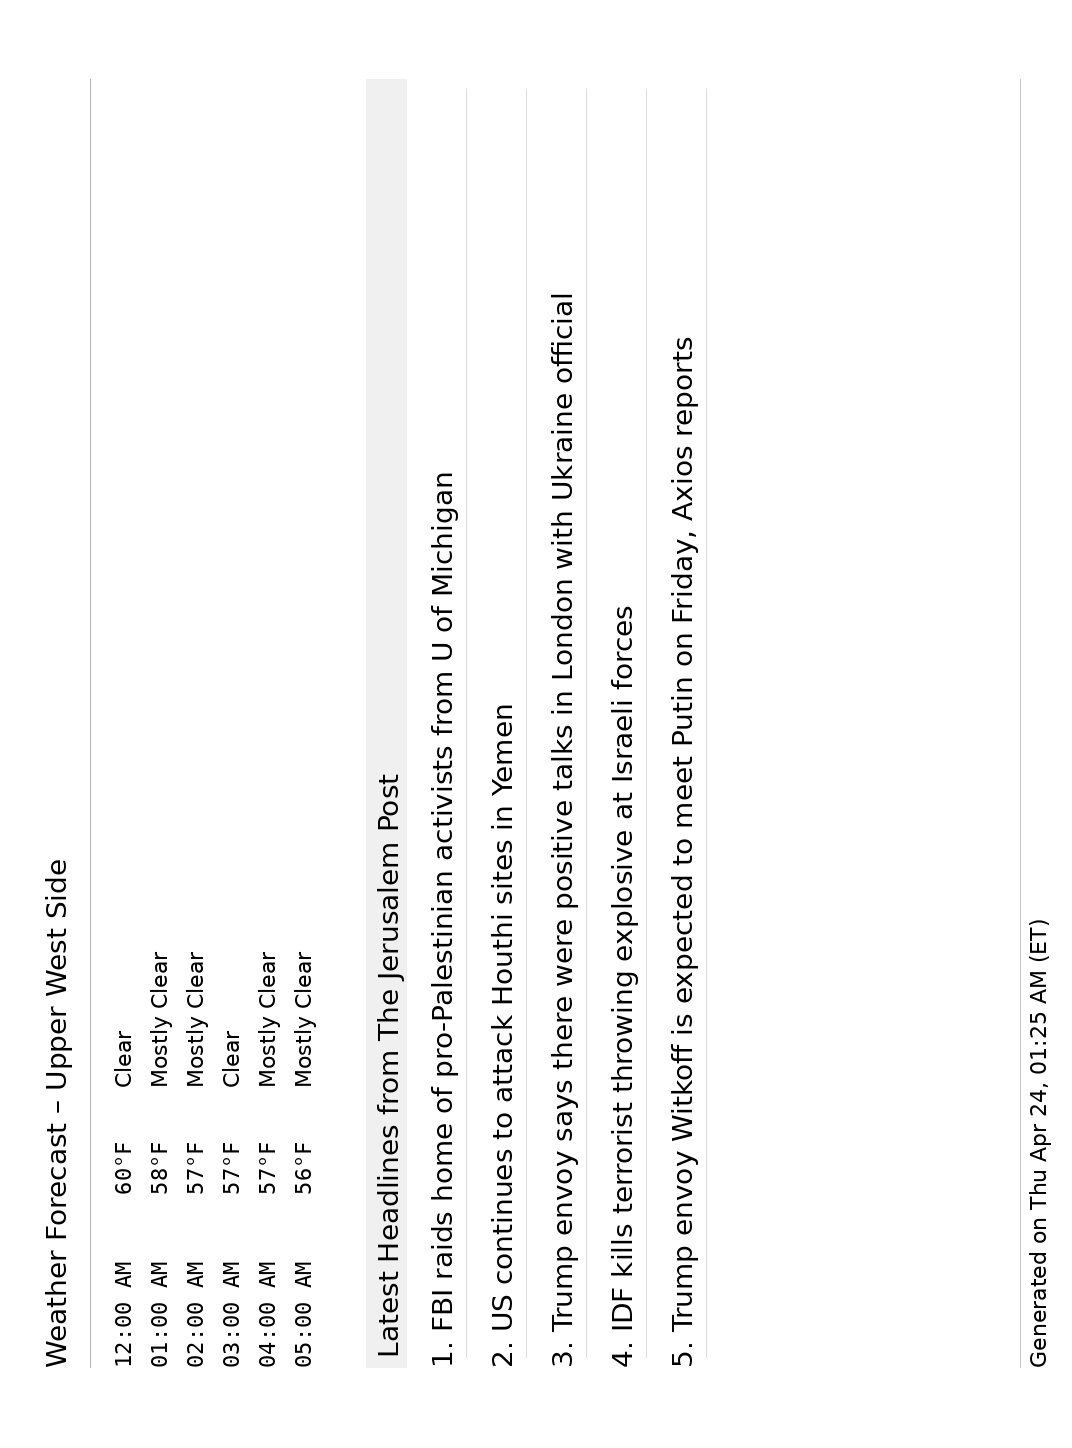 Weather Forecast – Upper West Side
12:00 AM 60°F Clear
01:00 AM 58°F Mostly Clear
02:00 AM 57°F Mostly Clear
03:00 AM 57°F Clear
04:00 AM 57°F Mostly Clear
05:00 AM 56°F Mostly Clear
Latest Headlines from The Jerusalem Post
1. FBI raids home of pro-Palestinian activists from U of Michigan
2. US continues to attack Houthi sites in Yemen
3. Trump envoy says there were positive talks in London with Ukraine official
4. IDF kills terrorist throwing explosive at Israeli forces
5. Trump envoy Witkoff is expected to meet Putin on Friday, Axios reports
Generated on Thu Apr 24, 01:25 AM (ET)